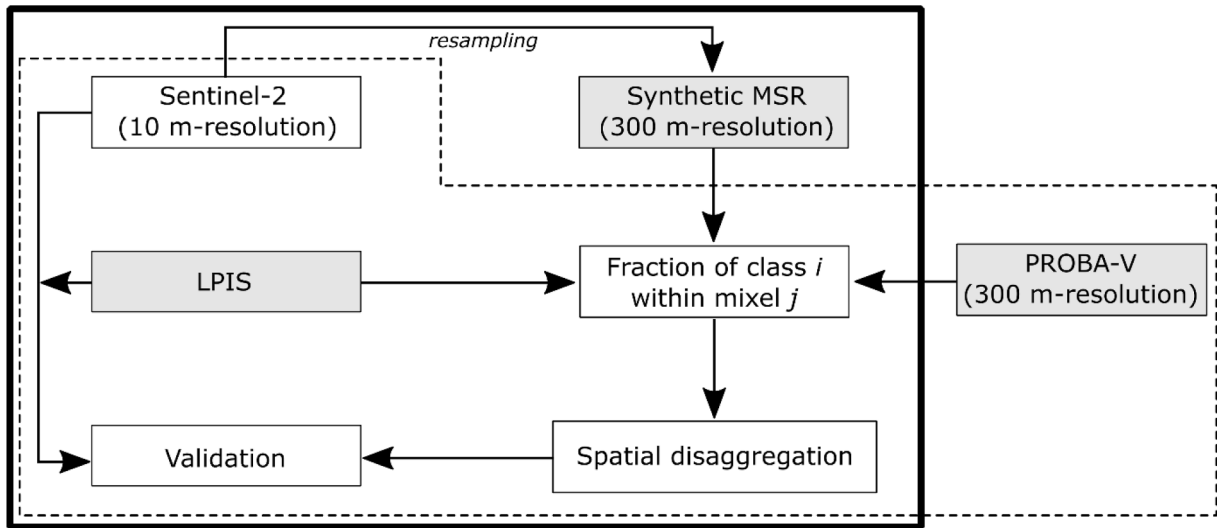 resampling
Sentinel-2
(10 m-resolution)
Synthetic MSR
(300 m-resolution)
LPIS
Fraction of class i
within mixel j
PROBA-V
(300 m-resolution)
Validation
Spatial disaggregation